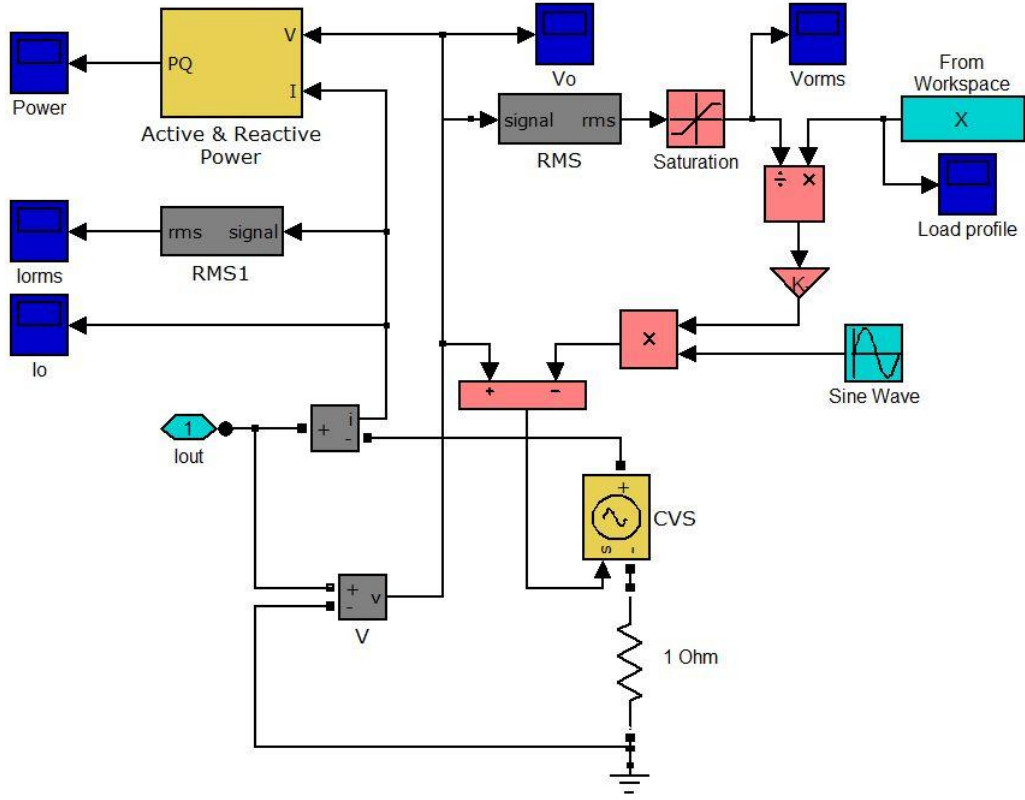 V
PQ
I
Power
Active & Reactive
Power
Vo
Vorms
From
Workspace
X
signal
rms
RMS
Saturation
÷
×
Load profile
rms
signal
RMS1
Iorms
K
Io
×
Sine Wave
+
−
1
Iout
+
i
-
+
CVS
s
-
+
-
v
V
1 Ohm